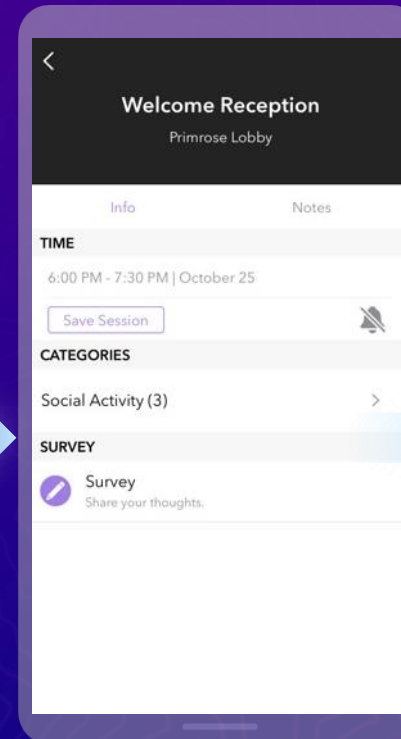 Welcome Reception
Primrose Lobby
Info Notes
TIME
6:00 PM - 7:30 PM | October 25
Save Session
CATEGORIES
Social Activity (3)
SURVEY
Survey
Share your thoughts.